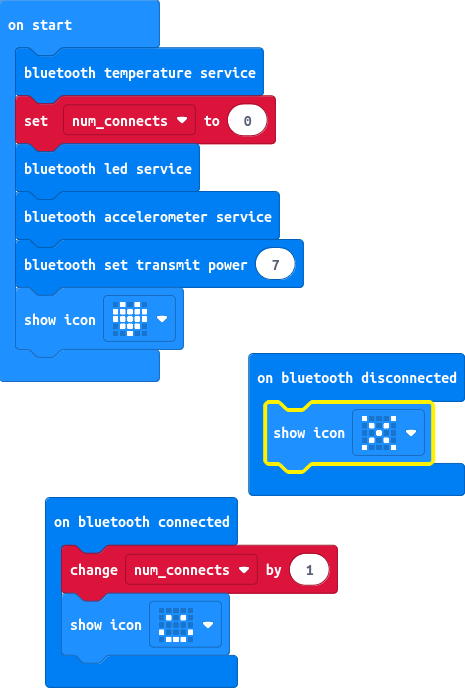 on start
bluetooth temperature service
set num_connects to 0
bluetooth led service
bluetooth accelerometer service
bluetooth set transmit power 7
show icon
on bluetooth disconnected
show icon
on bluetooth connected
change num_connects by 1
show icon